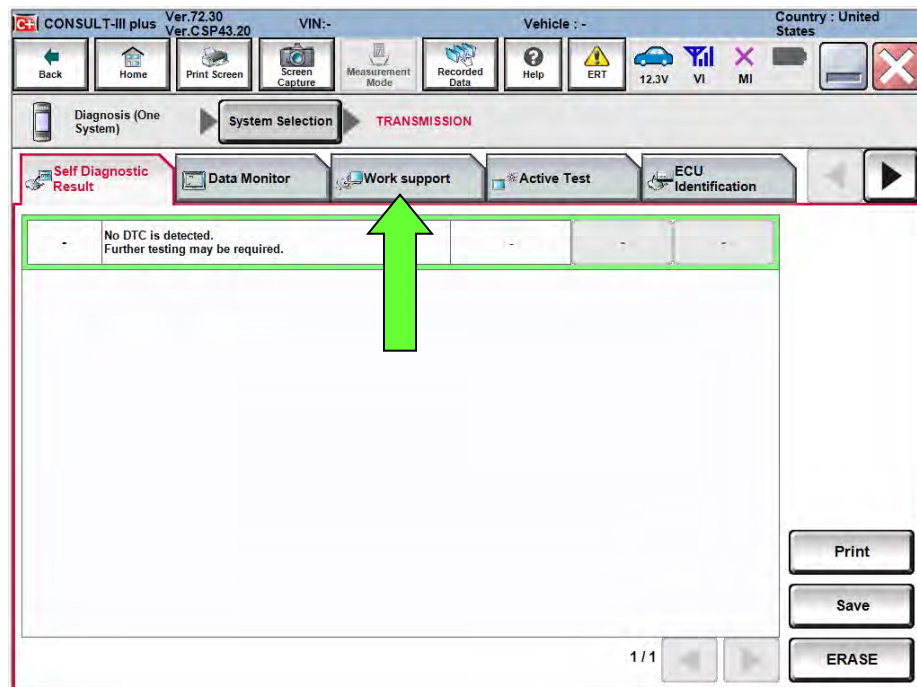 C+ CONSULT-III plus Ver.72.30 VIN:- Vehicle : - Country : United
Ver.CSP43.20 States
Back Home Print Screen Screen Capture Measurement Mode Recorded Data Help ERT 12.3V VI MI
Diagnosis (One
System)
System Selection
TRANSMISSION
Self Diagnostic
Result
Data Monitor
Work support
Active Test
ECU
Identification
- No DTC is detected. - - -
Further testing may be required.
Print
Save
1/1
ERASE